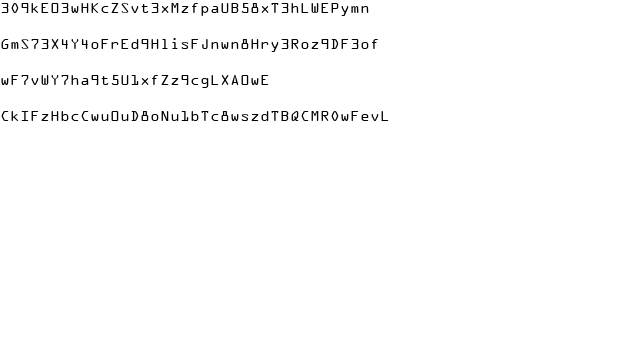 309kEO3wHKcZSvt3xMzfpaUB58xT3hLWEPymn
GmS73X4Y4oFrEd9HlisFJnwn8Hry3Roz9DF3of
wF7vWY7ha9t5U1xfZz9cgLXAOwE
CkIFzHbcCwuOuD8oNu1bTc8wszdTBQCMR0wFevL